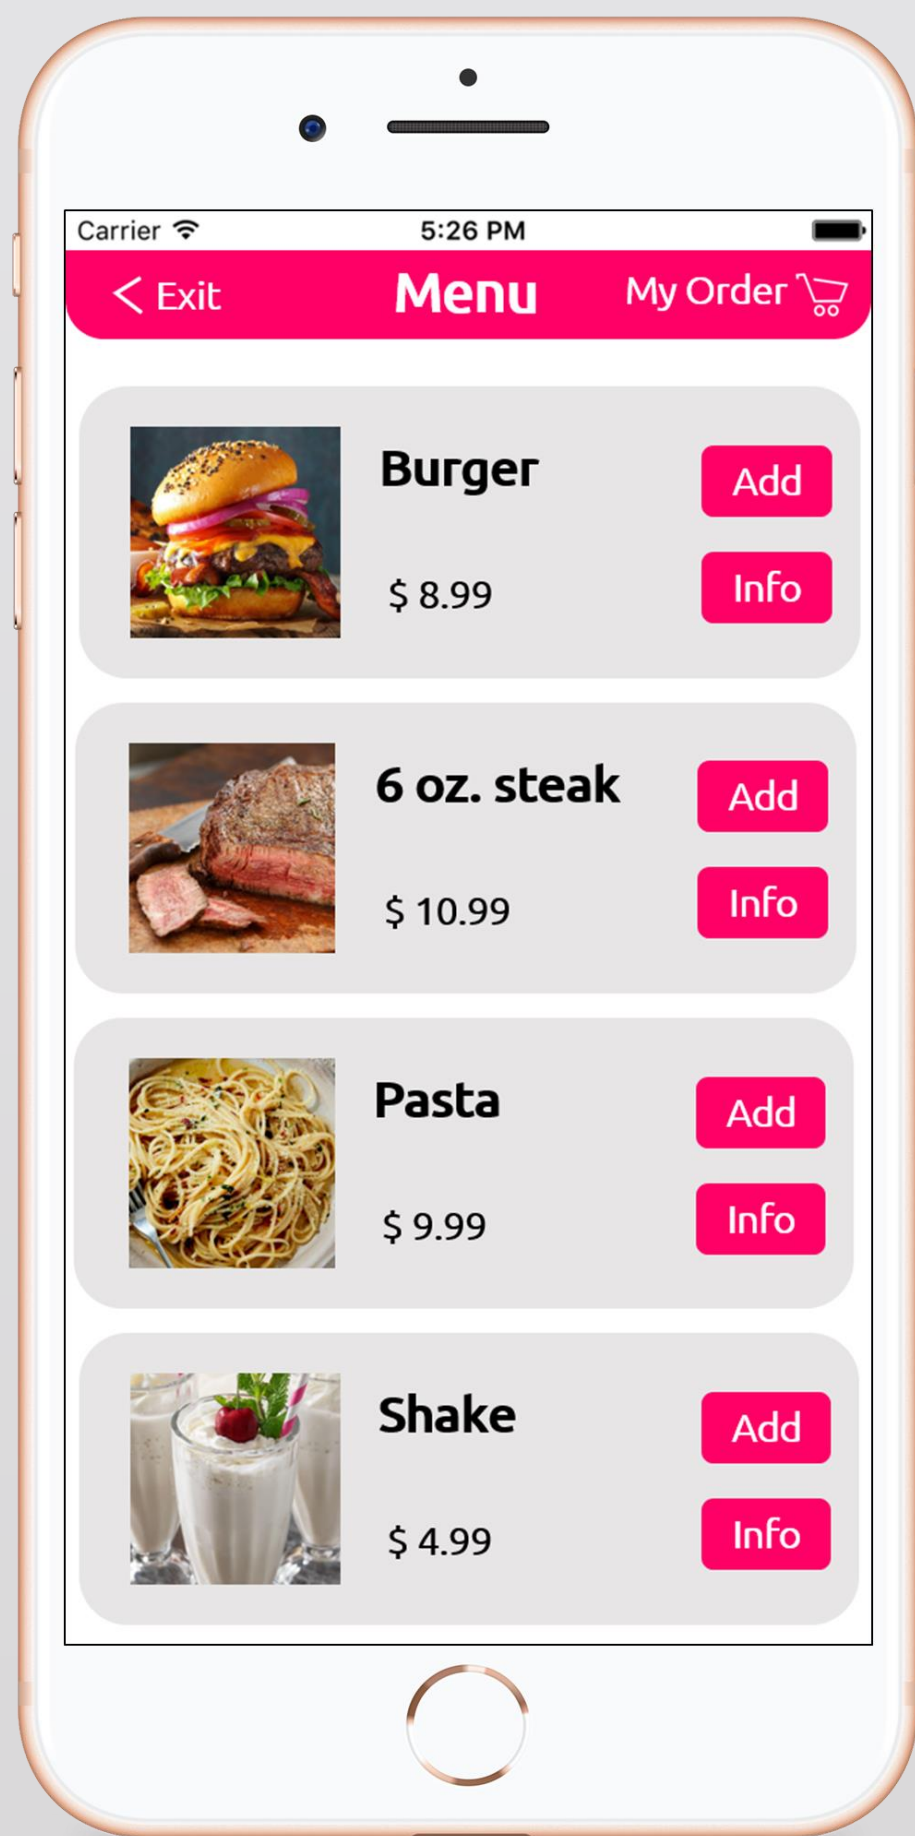 Carrier 5:26 PM
< Exit Menu My Order
Burger
Add
$ 8.99
Info
6 oz. steak
Add
$ 10.99
Info
Pasta
Add
$ 9.99
Info
Shake
Add
$ 4.99
Info